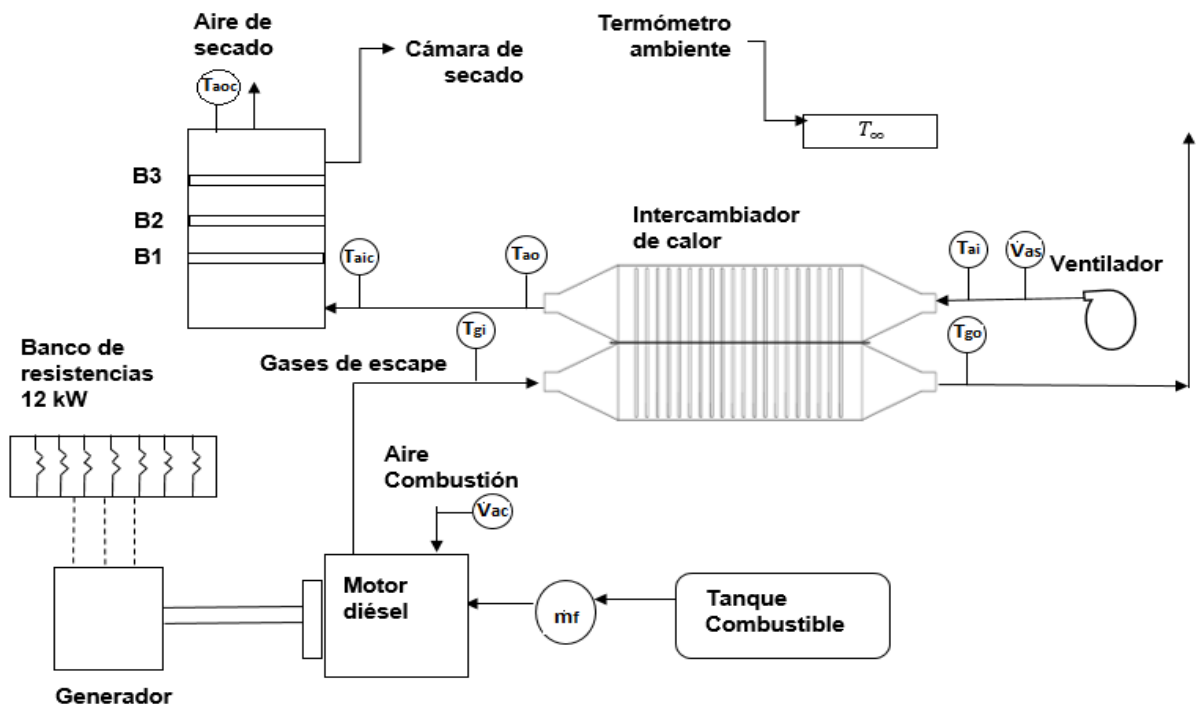 Aire de
secado
Taoc
Cámara de
secado
Termómetro
ambiente
T∞
B3
B2
B1
Taic
Tao
Intercambiador
de calor
Tai
V̇as
Ventilador
Tgi
Tgo
Gases de escape
Banco de
resistencias
12 kW
Aire
Combustión
V̇ac
Motor
diésel
ṁf
Tanque
Combustible
Generador